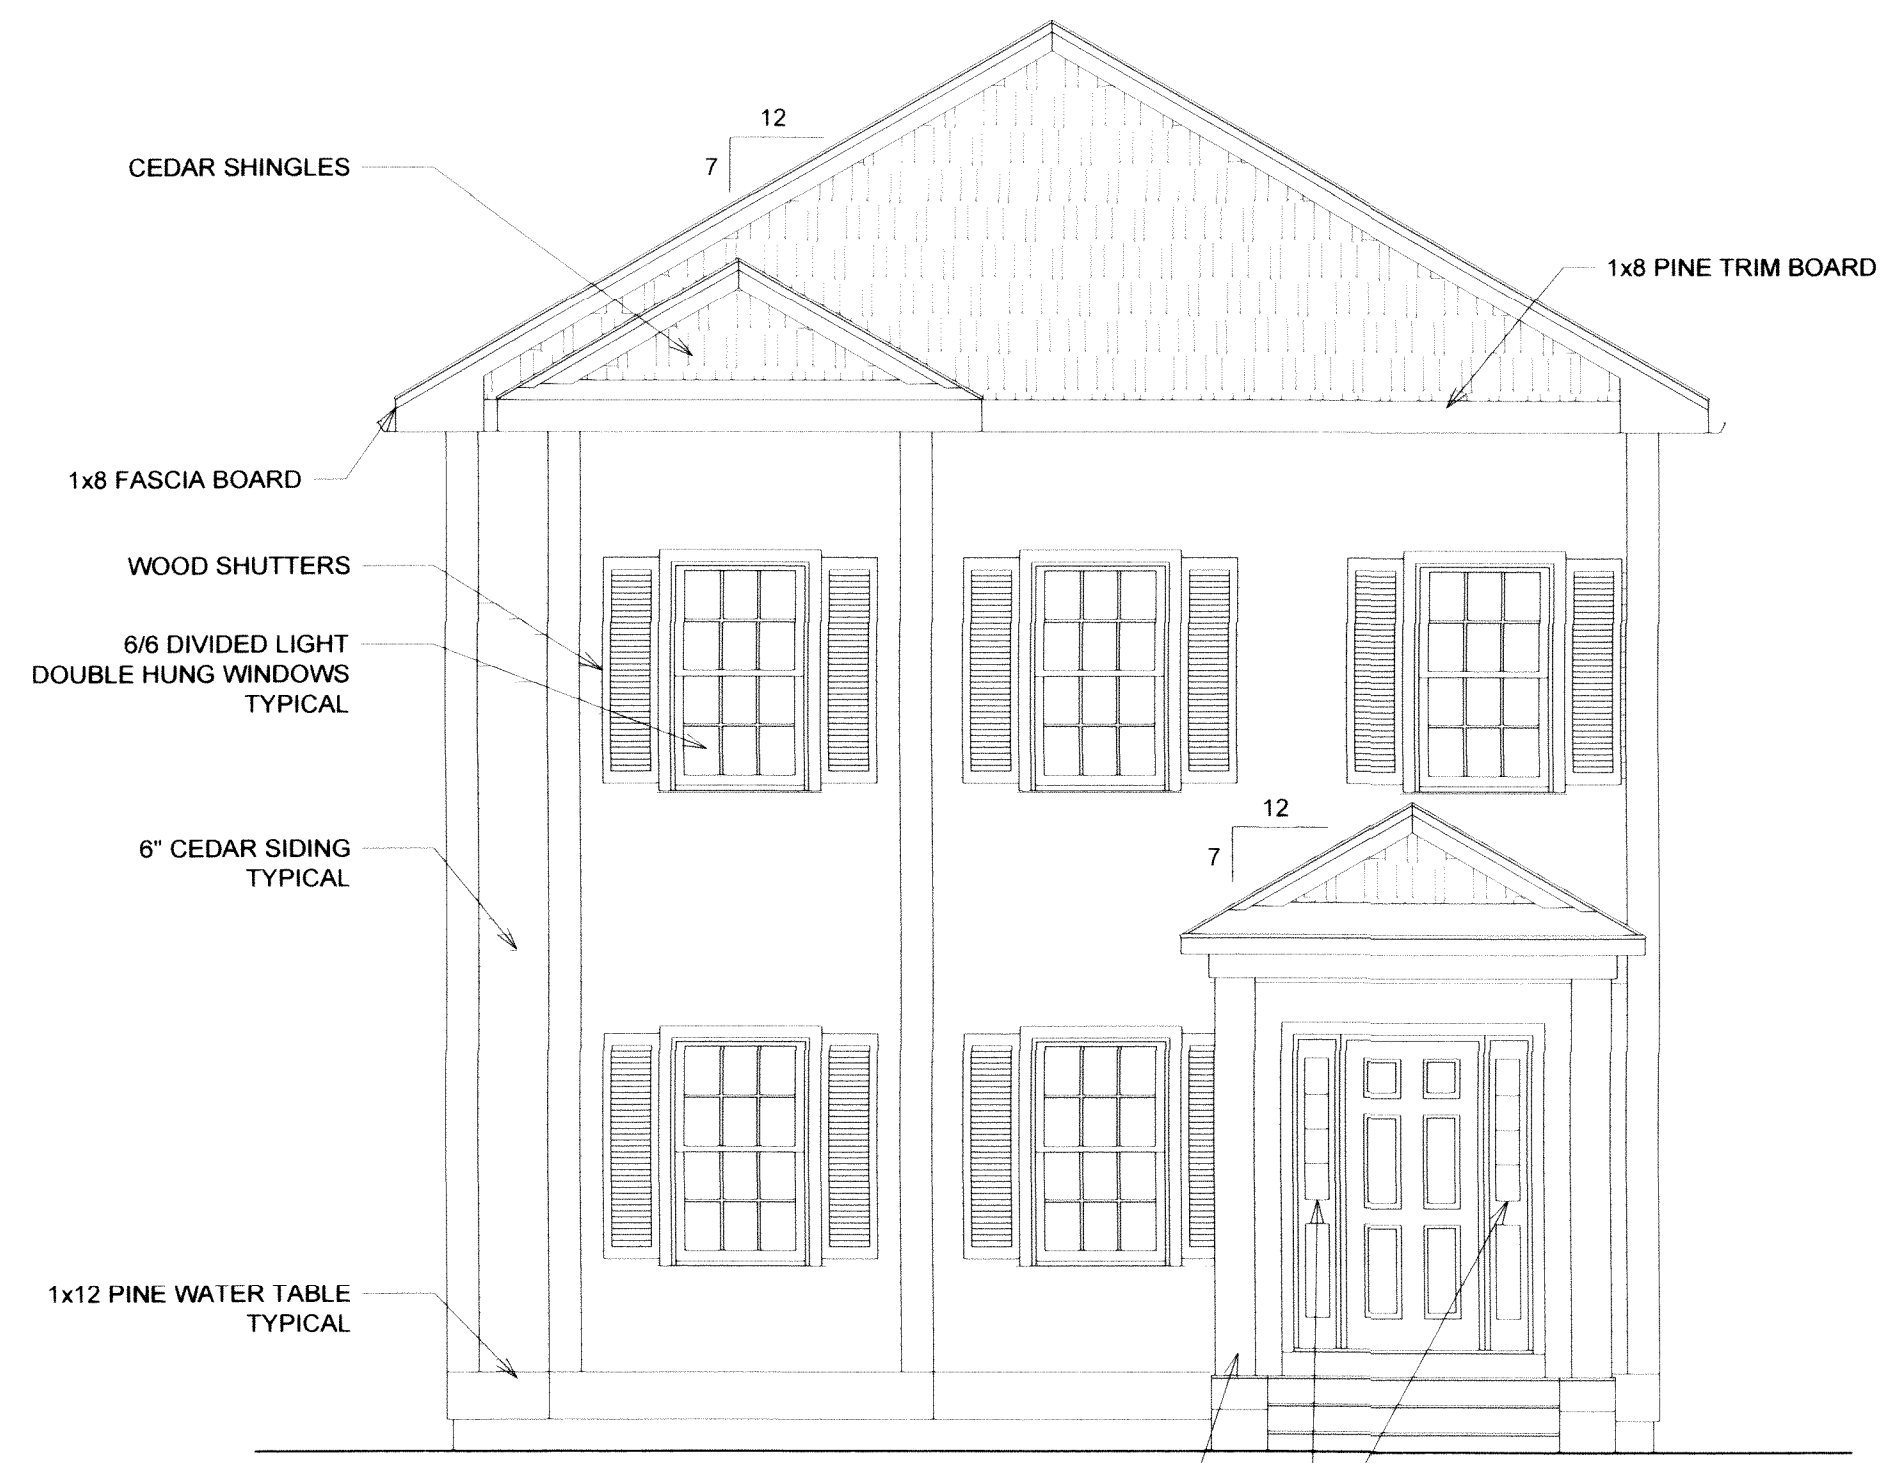 12
7
CEDAR SHINGLES
1x8 PINE TRIM BOARD
1x8 FASCIA BOARD
WOOD SHUTTERS
6/6 DIVIDED LIGHT
DOUBLE HUNG WINDOWS
TYPICAL
12
7
6" CEDAR SIDING
TYPICAL
1x12 PINE WATER TABLE
TYPICAL